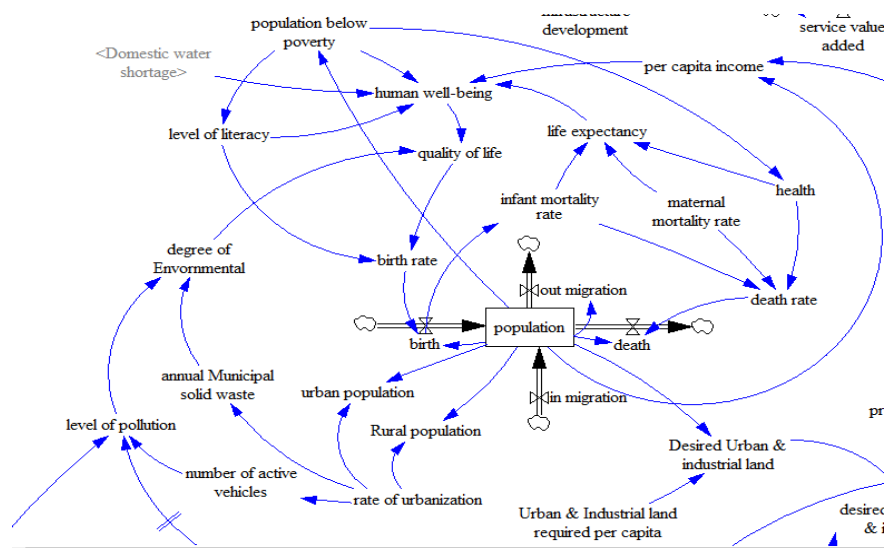 infrastructure
development
service value
added
population below
poverty
<Domestic water
shortage>
per capita income
human well-being
level of literacy
life expectancy
quality of life
health
infant mortality
rate
maternal
mortality rate
degree of
Envornmental
birth rate
out migration
death rate
population
birth
death
annual Municipal
solid waste
urban population
in migration
level of pollution
Rural population
pr
Desired Urban &
industrial land
number of active
vehicles
rate of urbanization
Urban & Industrial land
required per capita
desired
& i